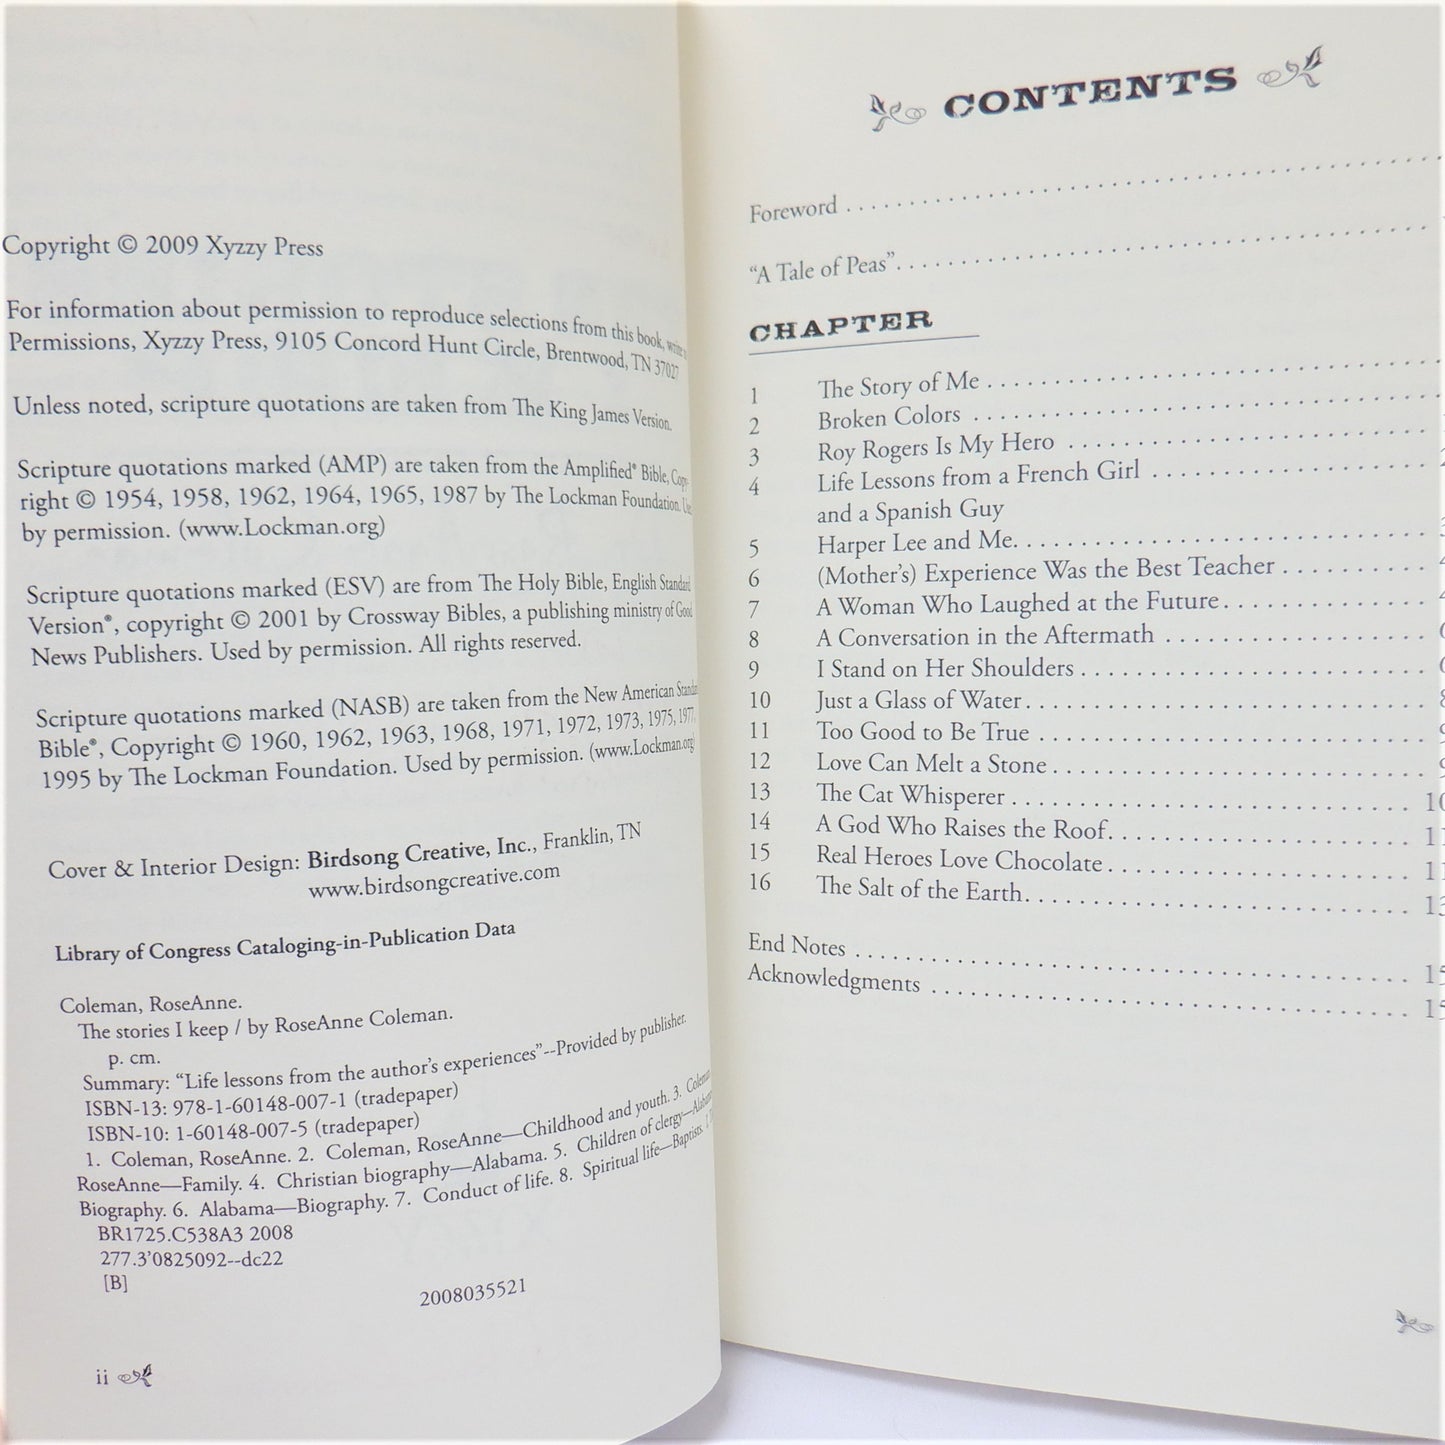 Copyright © 2009 Xyzzy Press
For information about permission to reproduce selections from this book, write
Permissions, Xyzzy Press, 9105 Concord Hunt Circle, Brentwood, TN 37027
Unless noted, scripture quotations are taken from The King James Version.
Scripture quotations marked (AMP) are taken from the Amplified® Bible, Copy-
right © 1954, 1958, 1962, 1964, 1965, 1987 by The Lockman Foundation.
by permission. (www.Lockman.org)
Scripture quotations marked (ESV) are from The Holy Bible, English Standard
Version®, copyright © 2001 by Crossway Bibles, a publishing ministry of Good
News Publishers. Used by permission. All rights reserved.
Scripture quotations marked (NASB) are taken from the New American
Bible®, Copyright © 1960, 1962, 1963, 1968, 1971, 1972, 1973, 1975, 1977,
1995 by The Lockman Foundation. Used by permission. (www.Lockman.org)
Cover & Interior Design: Birdsong Creative, Inc., Franklin, TN
www.birdsongcreative.com
Library of Congress Cataloging-in-Publication Data
Coleman, RoseAnne.
The stories I keep / by RoseAnne Coleman.
p. cm.
Summary: “Life lessons from the author’s experiences”--Provided by publisher.
ISBN-13: 978-1-60148-007-1 (tradepaper)
ISBN-10: 1-60148-007-5 (tradepaper)
1. Coleman, RoseAnne. 2. Coleman, RoseAnne—Childhood and youth. 3.
RoseAnne—Family. 4. Christian biography—Alabama. 5. Children of clergy—
Biography. 6. Alabama—Biography. 7. Conduct of life. 8. Spiritual life—Baptists.
BR1725.C538A3 2008
277.3’0825092--dc22
[B]
2008035521
ii
CONTENTS
Foreword
“A Tale of Peas”
CHAPTER
1 The Story of Me
2 Broken Colors
3 Roy Rogers Is My Hero
4 Life Lessons from a French Girl
and a Spanish Guy
5 Harper Lee and Me
6 (Mother’s) Experience Was the Best Teacher
7 A Woman Who Laughed at the Future
8 A Conversation in the Aftermath
9 I Stand on Her Shoulders
10 Just a Glass of Water
11 Too Good to Be True
12 Love Can Melt a Stone
13 The Cat Whisperer
14 A God Who Raises the Roof
15 Real Heroes Love Chocolate
16 The Salt of the Earth
End Notes
Acknowledgments